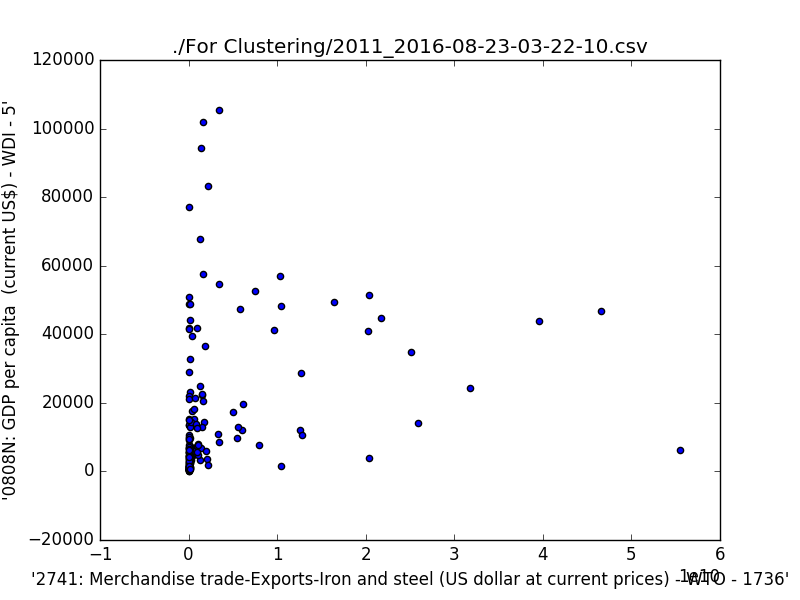 ./For Clustering/2011_2016-08-23-03-22-10.csv
120000
100000
80000
60000
40000
20000
0
−20000
'0808N: GDP per capita  (current US$) - WDI - 5'
−1 0 1 2 3 4 5 6
1e10
'2741: Merchandise trade-Exports-Iron and steel (US dollar at current prices) - WTO - 1736'